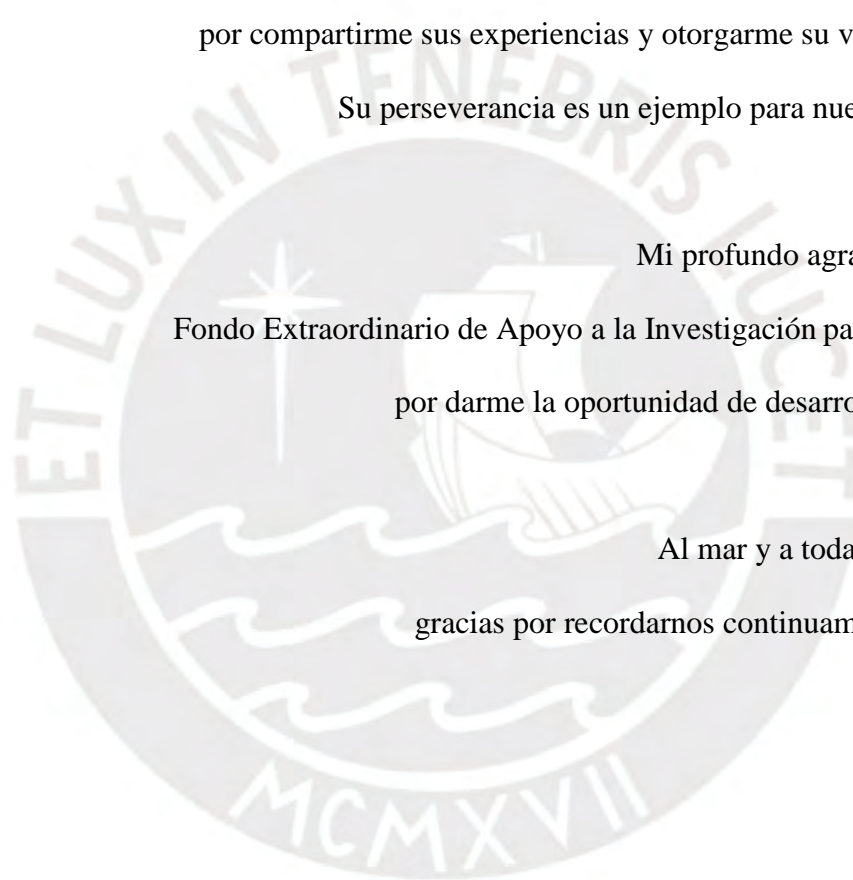 por compartirme sus experiencias y otorgarme su v
Su perseverancia es un ejemplo para nue
Mi profundo agra
Fondo Extraordinario de Apoyo a la Investigación pa
por darme la oportunidad de desarro
Al mar y a toda
gracias por recordarnos continuam
ET LUX IN TENEBRIS LUCET
MCMXVII